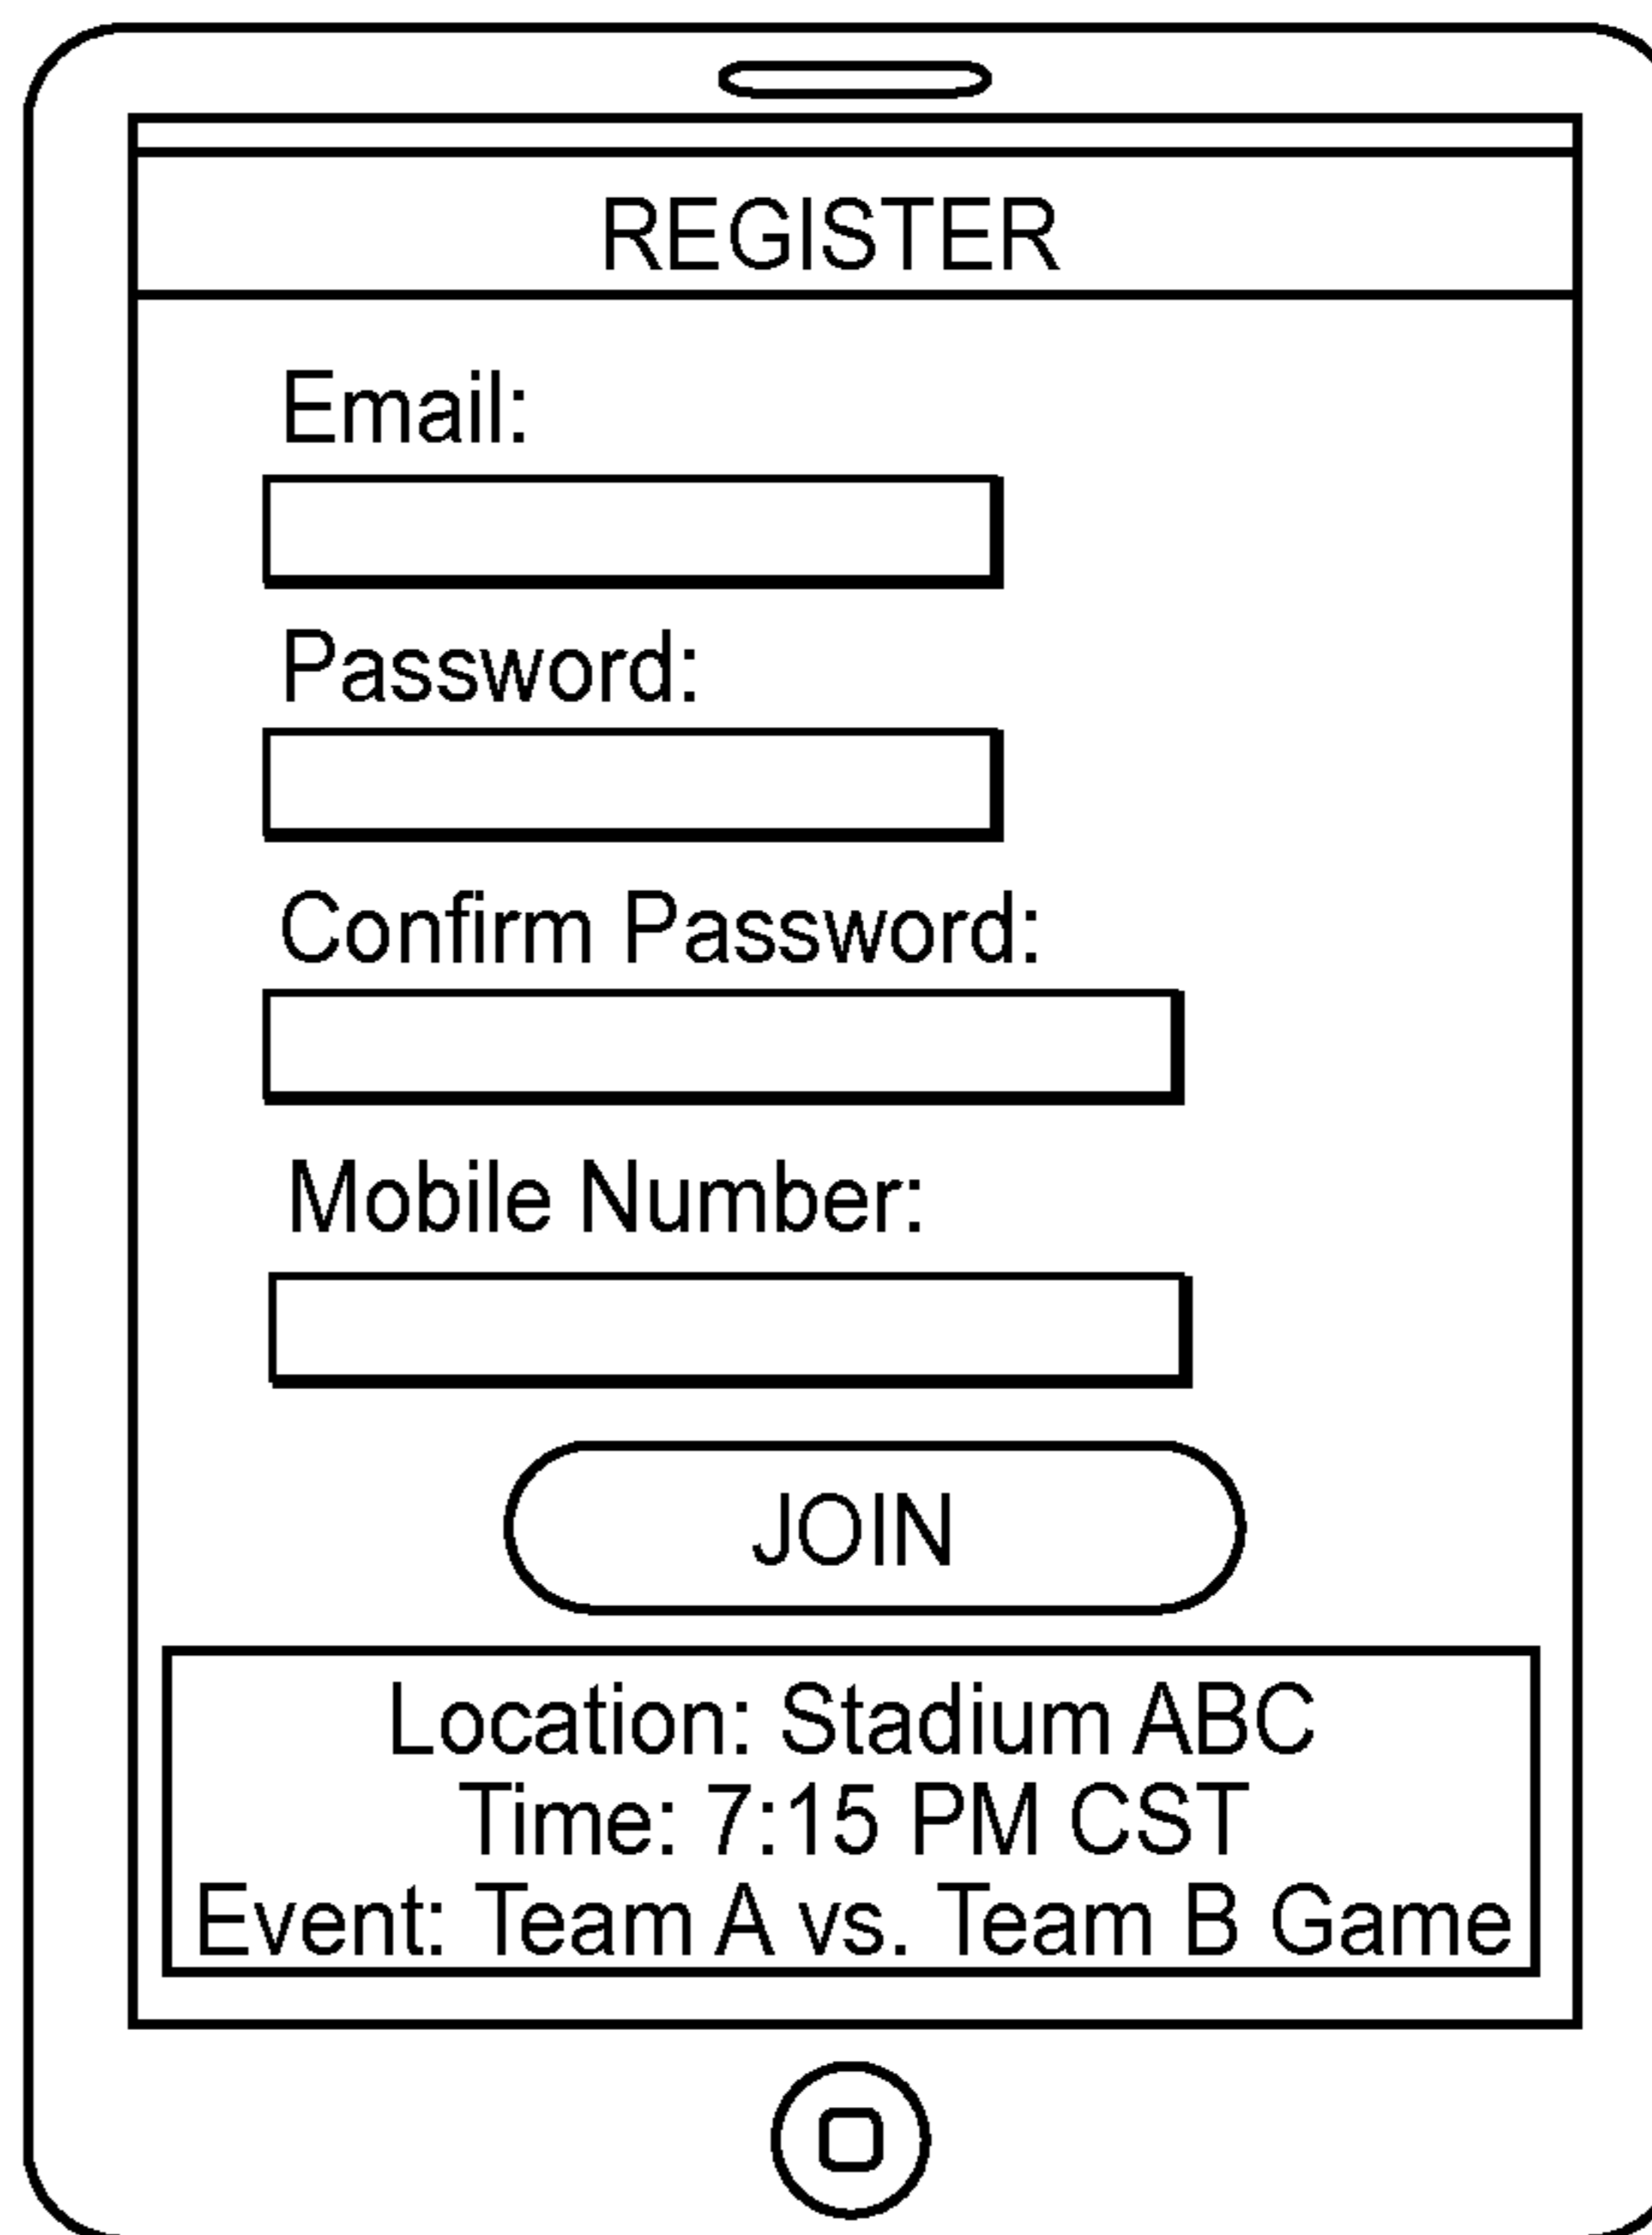 REGISTER
Email:
Password:
Confirm Password:
Mobile Number:
JOIN
Location: Stadium ABC
Time: 7:15 PM CST
Event: Team A vs. Team B Game